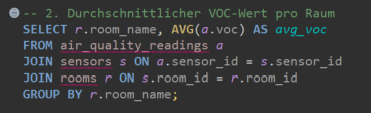 -- 2. Durchschnittlicher VOC-Wert pro Raum
SELECT r.room_name, AVG(a.voc) AS avg_voc
FROM air_quality_readings a
JOIN sensors s ON a.sensor_id = s.sensor_id
JOIN rooms r ON s.room_id = r.room_id
GROUP BY r.room_name;